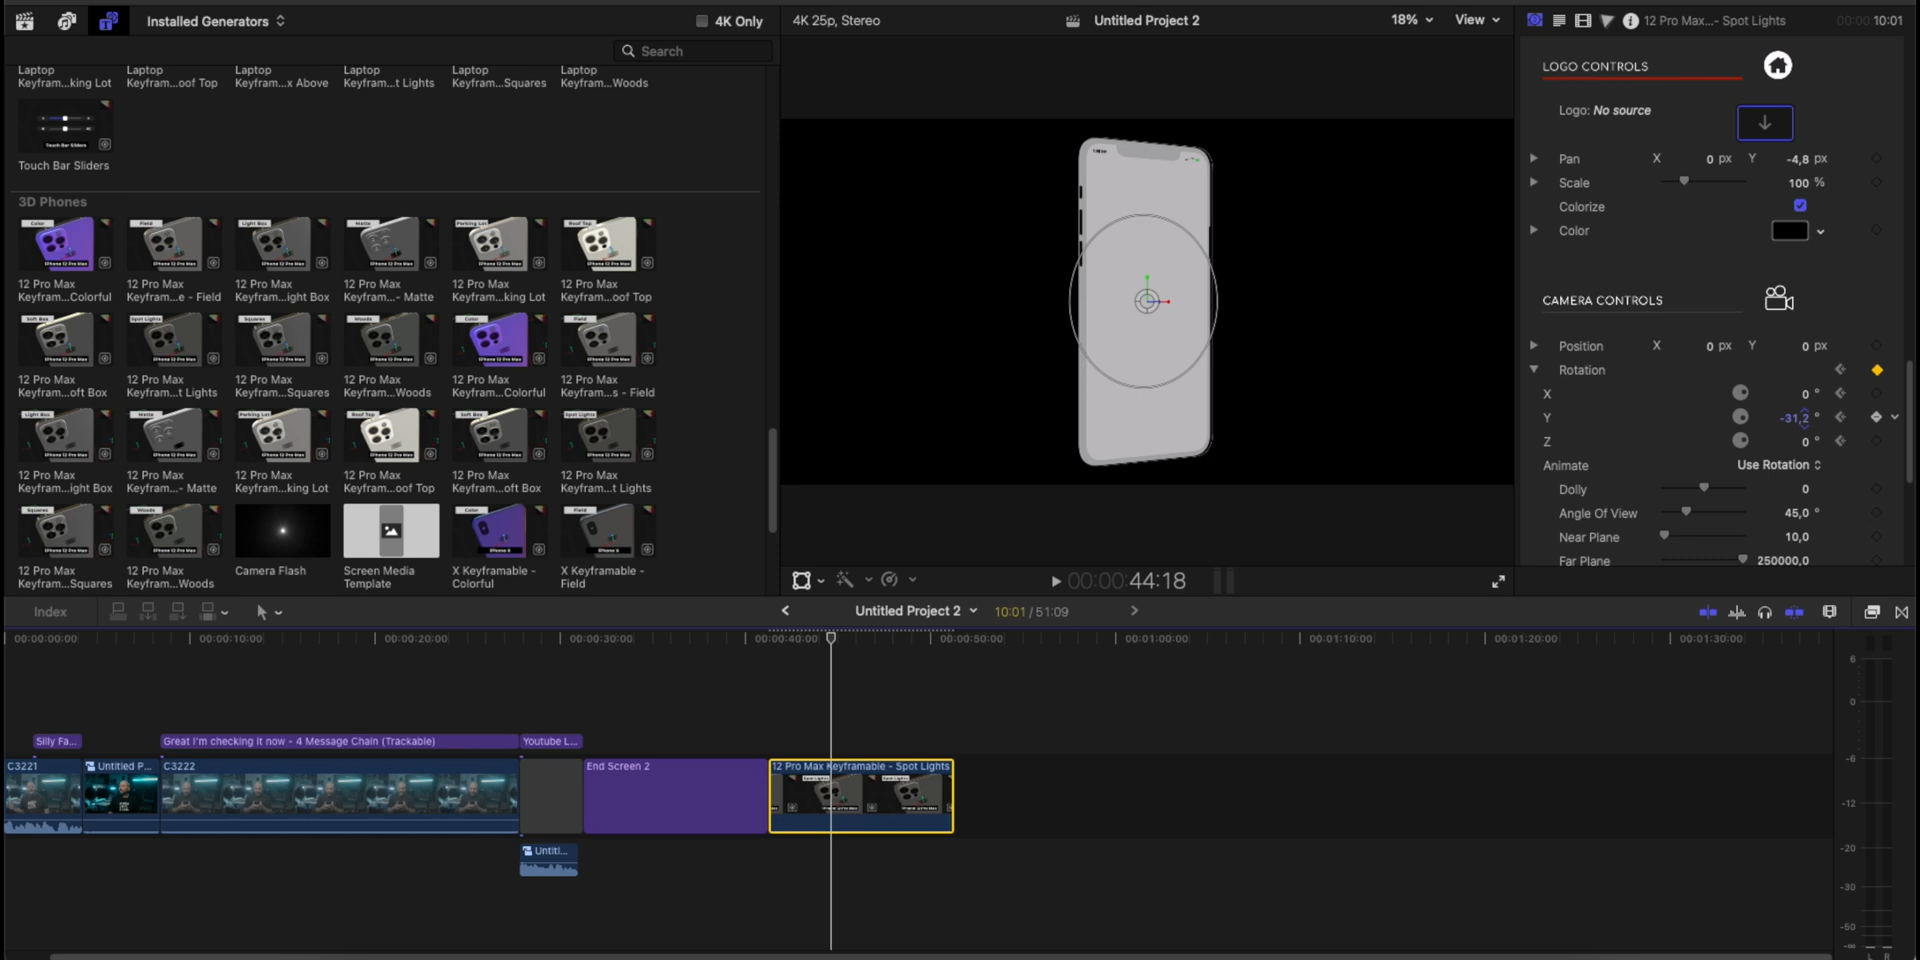 Installed Generators
4K Only
4K 25p, Stereo
Untitled Project 2
18%
View
12 Pro Max...- Spot Lights
00:00:10:01
Search
Laptop
Keyfram...king Lot
Laptop
Keyfram...oof Top
Laptop
Keyfram...x Above
Laptop
Keyfram...t Lights
Laptop
Keyfram...Squares
Laptop
Keyfram...Woods
Touch Bar Sliders
Touch Bar Sliders
3D Phones
12 Pro Max
Keyfram...Colorful
12 Pro Max
Keyfram...e - Field
12 Pro Max
Keyfram...ight Box
12 Pro Max
Keyfram...- Matte
12 Pro Max
Keyfram...king Lot
12 Pro Max
Keyfram...oof Top
12 Pro Max
Keyfram...oft Box
12 Pro Max
Keyfram...t Lights
12 Pro Max
Keyfram...Squares
12 Pro Max
Keyfram...Woods
12 Pro Max
Keyfram...Colorful
12 Pro Max
Keyfram...s - Field
12 Pro Max
Keyfram...ight Box
12 Pro Max
Keyfram...- Matte
12 Pro Max
Keyfram...king Lot
12 Pro Max
Keyfram...oof Top
12 Pro Max
Keyfram...oft Box
12 Pro Max
Keyfram...t Lights
12 Pro Max
Keyfram...Squares
12 Pro Max
Keyfram...Woods
Camera Flash
Screen Media
Template
X Keyframable -
Colorful
X Keyframable -
Field
LOGO CONTROLS
Logo: No source
Pan X 0 px Y -4,8 px
Scale 100 %
Colorize
Color
CAMERA CONTROLS
Position X 0 px Y 0 px
Rotation
X 0 °
Y -31,2 °
Z 0 °
Animate Use Rotation
Dolly 0
Angle Of View 45,0 °
Near Plane 10,0
Far Plane 250000,0
00:00:44:18
Index
Untitled Project 2
10:01 / 51:09
00:00:00:00
00:00:10:00
00:00:20:00
00:00:30:00
00:00:40:00
00:00:50:00
00:01:00:00
00:01:10:00
00:01:20:00
00:01:30:00
Silly Fa...
Great I'm checking it now - 4 Message Chain (Trackable)
Youtube L...
C3221
Untitled P...
C3222
End Screen 2
12 Pro Max Keyframable - Spot Lights
Untitl...
6
0
-6
-12
-20
-30
-50
-∞
L R